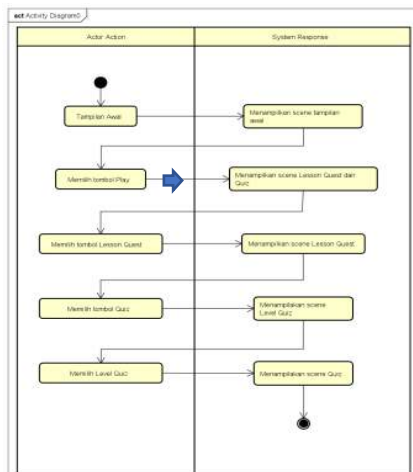 act Activity Diagram0
Actor Action
System Response
Tampilan Awal
Menampilkan scene tampilan
awal
Memilih tombol Play
Menampilkan scene Lesson Quest dan
Quiz
Memilih tombol Lesson Quest
Menampilkan scene Lesson Quest
Memilih tombol Quiz
Menampilakan scene
Level Quiz
Memilih Level Quiz
Menampilakan scene Quiz